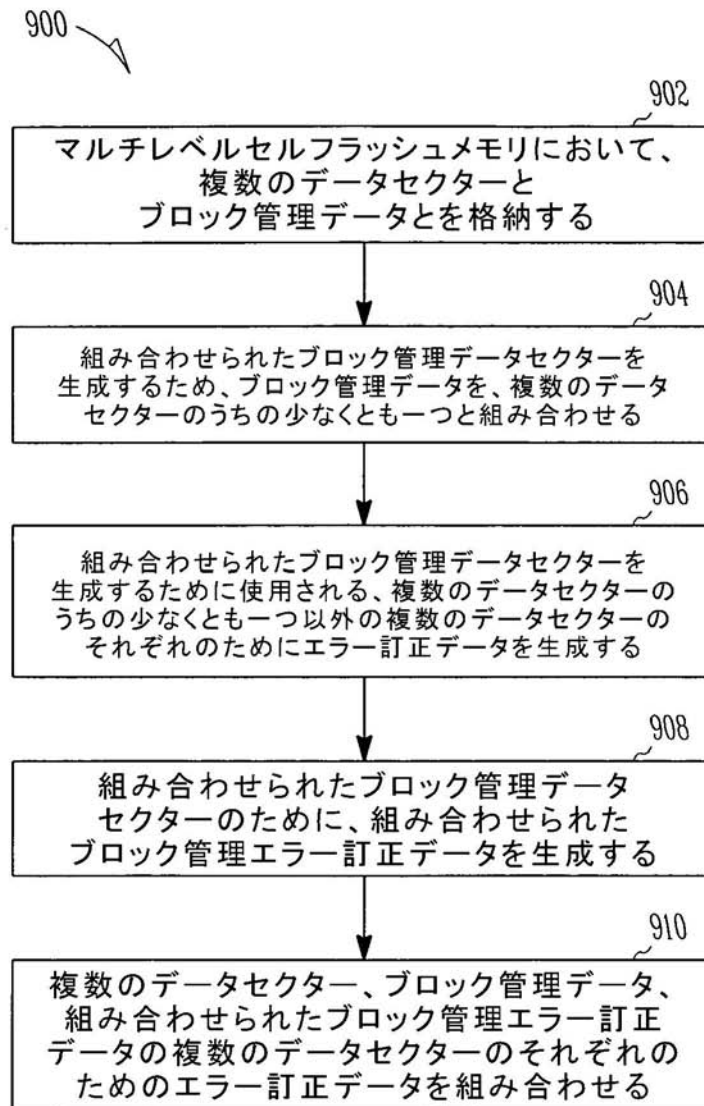 900
902
マルチレベルセルフラッシュメモリにおいて、
複数のデータセクターと
ブロック管理データとを格納する
904
組み合わせられたブロック管理データセクターを
生成するため、ブロック管理データを、複数のデータ
セクターのうちの少なくとも一つと組み合わせる
906
組み合わせられたブロック管理データセクターを
生成するために使用される、複数のデータセクターの
うちの少なくとも一つ以外の複数のデータセクターの
それぞれのためにエラー訂正データを生成する
908
組み合わせられたブロック管理データ
セクターのために、組み合わせられた
ブロック管理エラー訂正データを生成する
910
複数のデータセクター、ブロック管理データ、
組み合わせられたブロック管理エラー訂正
データの複数のデータセクターのそれぞれの
ためのエラー訂正データを組み合わせる